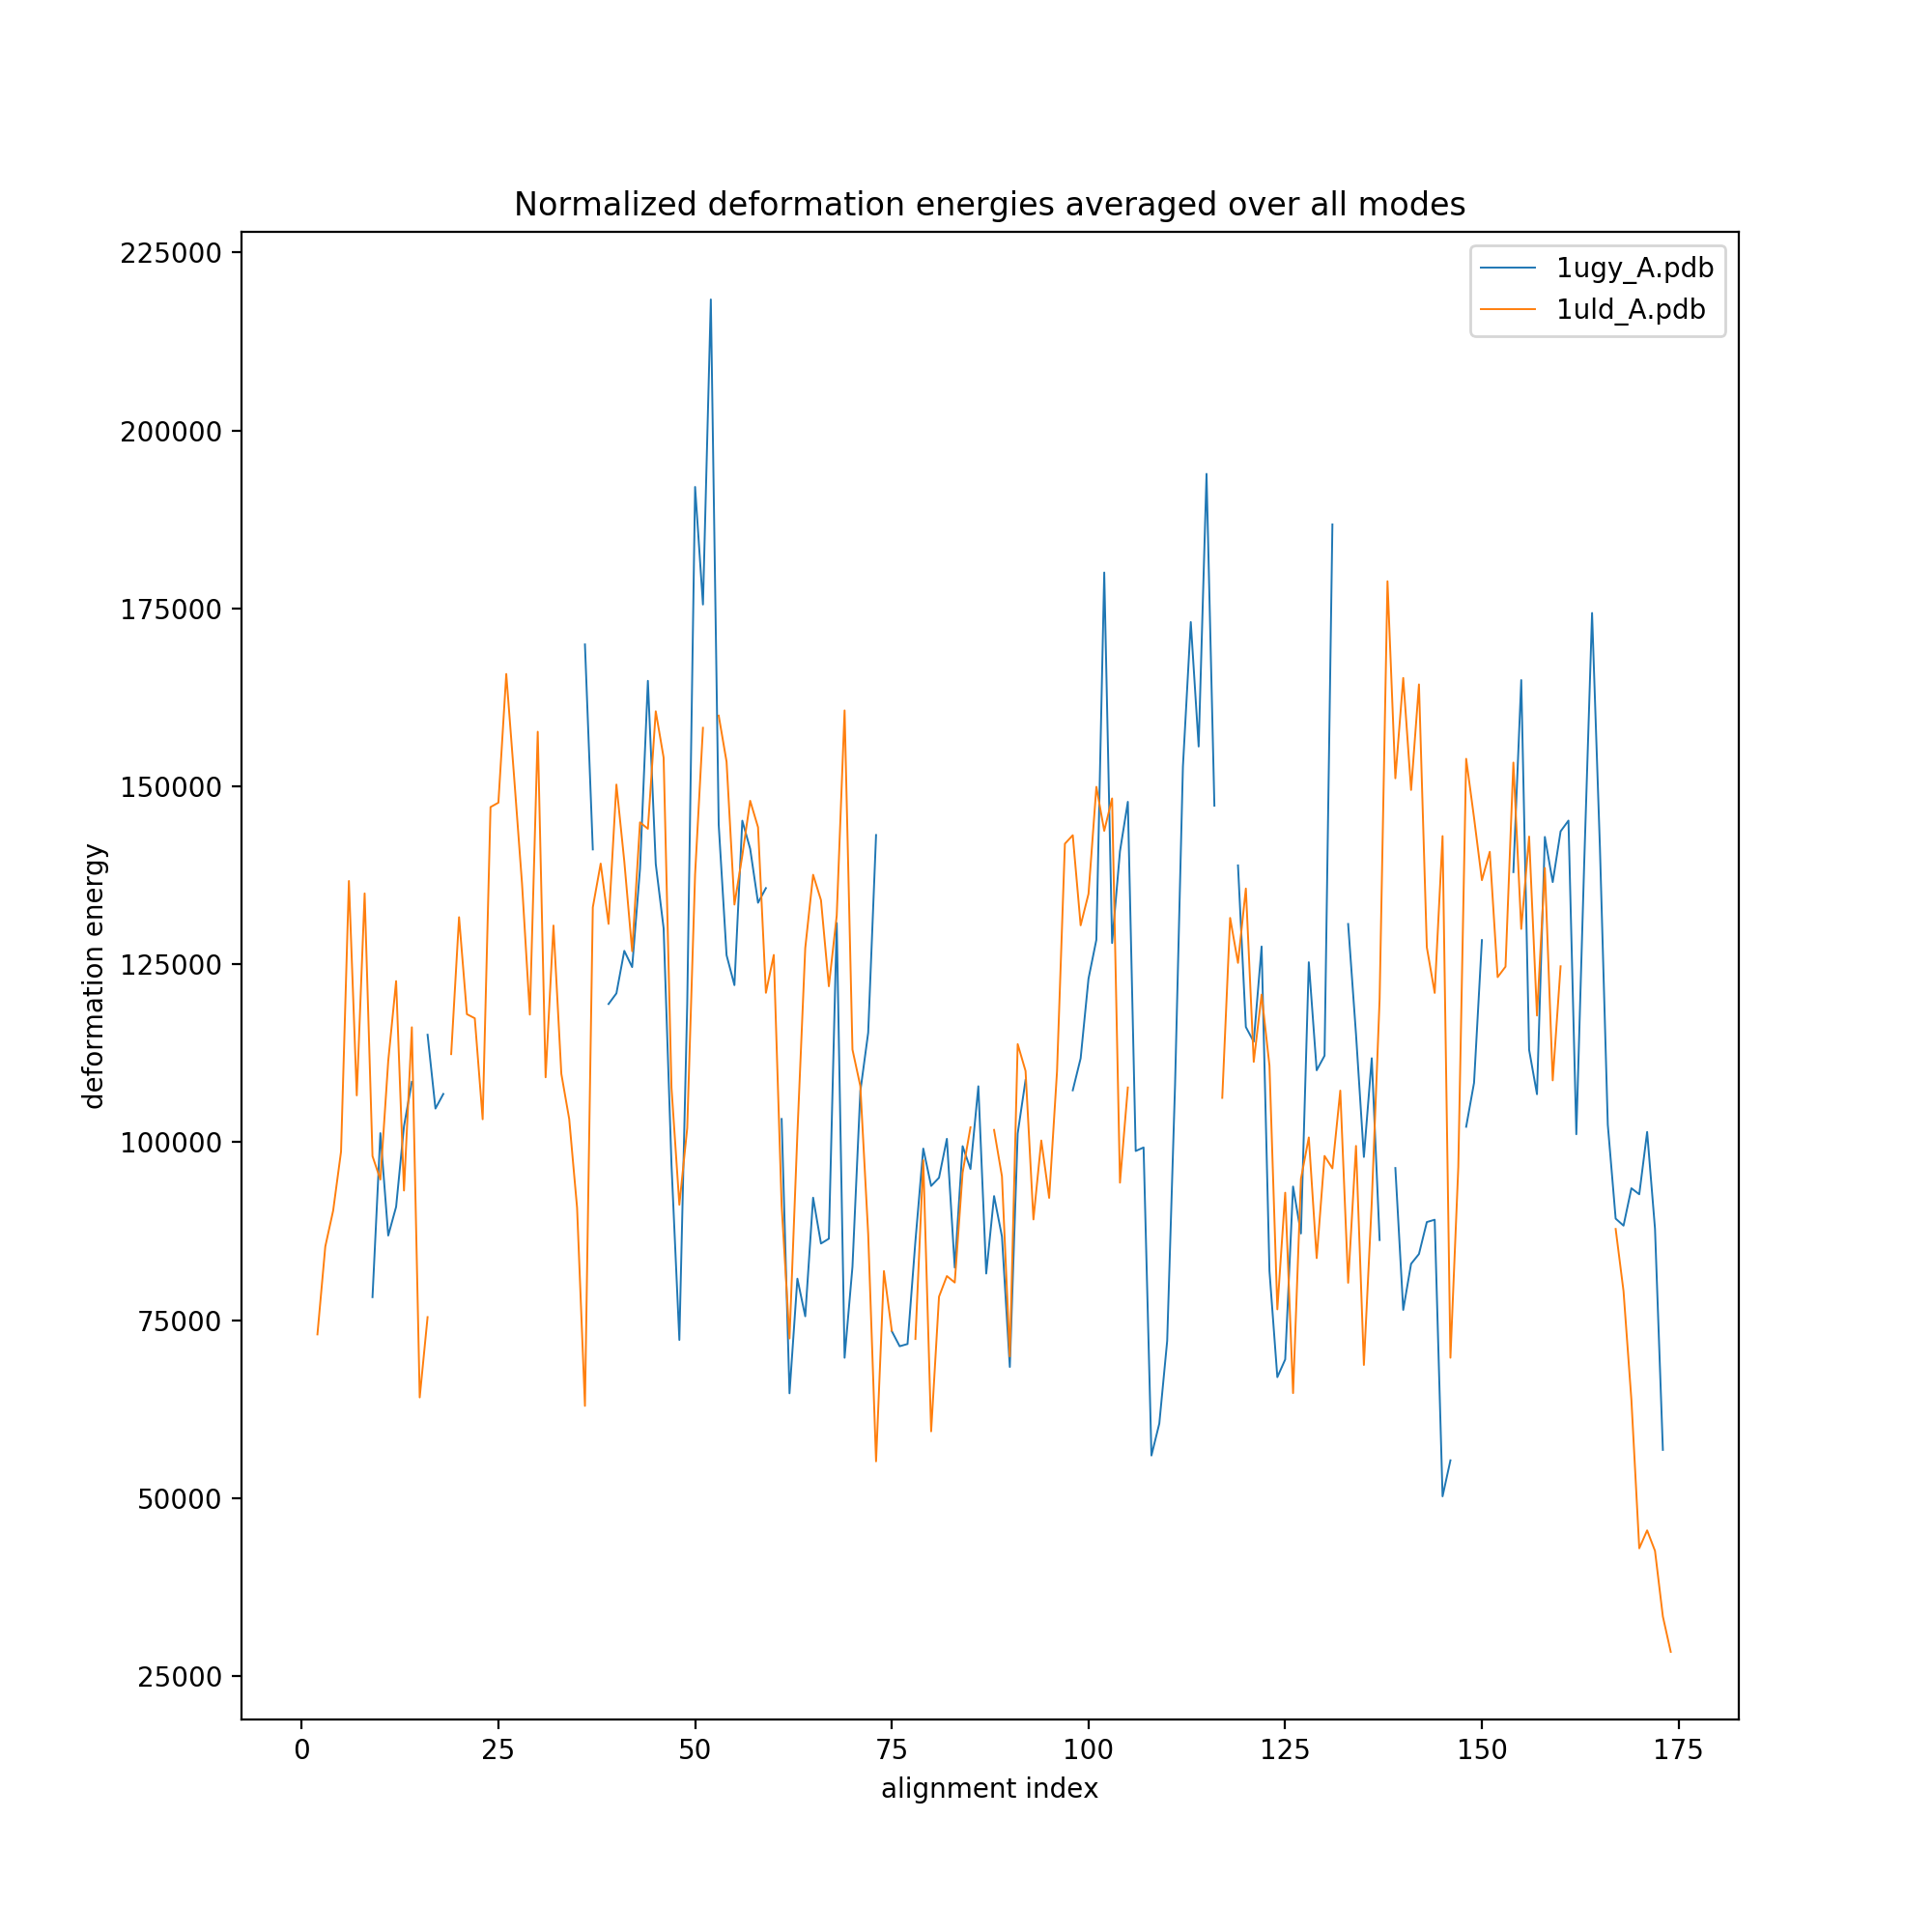 Normalized deformation energies averaged over all modes
225000
200000
175000
150000
125000
100000
75000
50000
25000
deformation energy
1ugy_A.pdb
1uld_A.pdb
0 25 50 75 100 125 150 175
alignment index